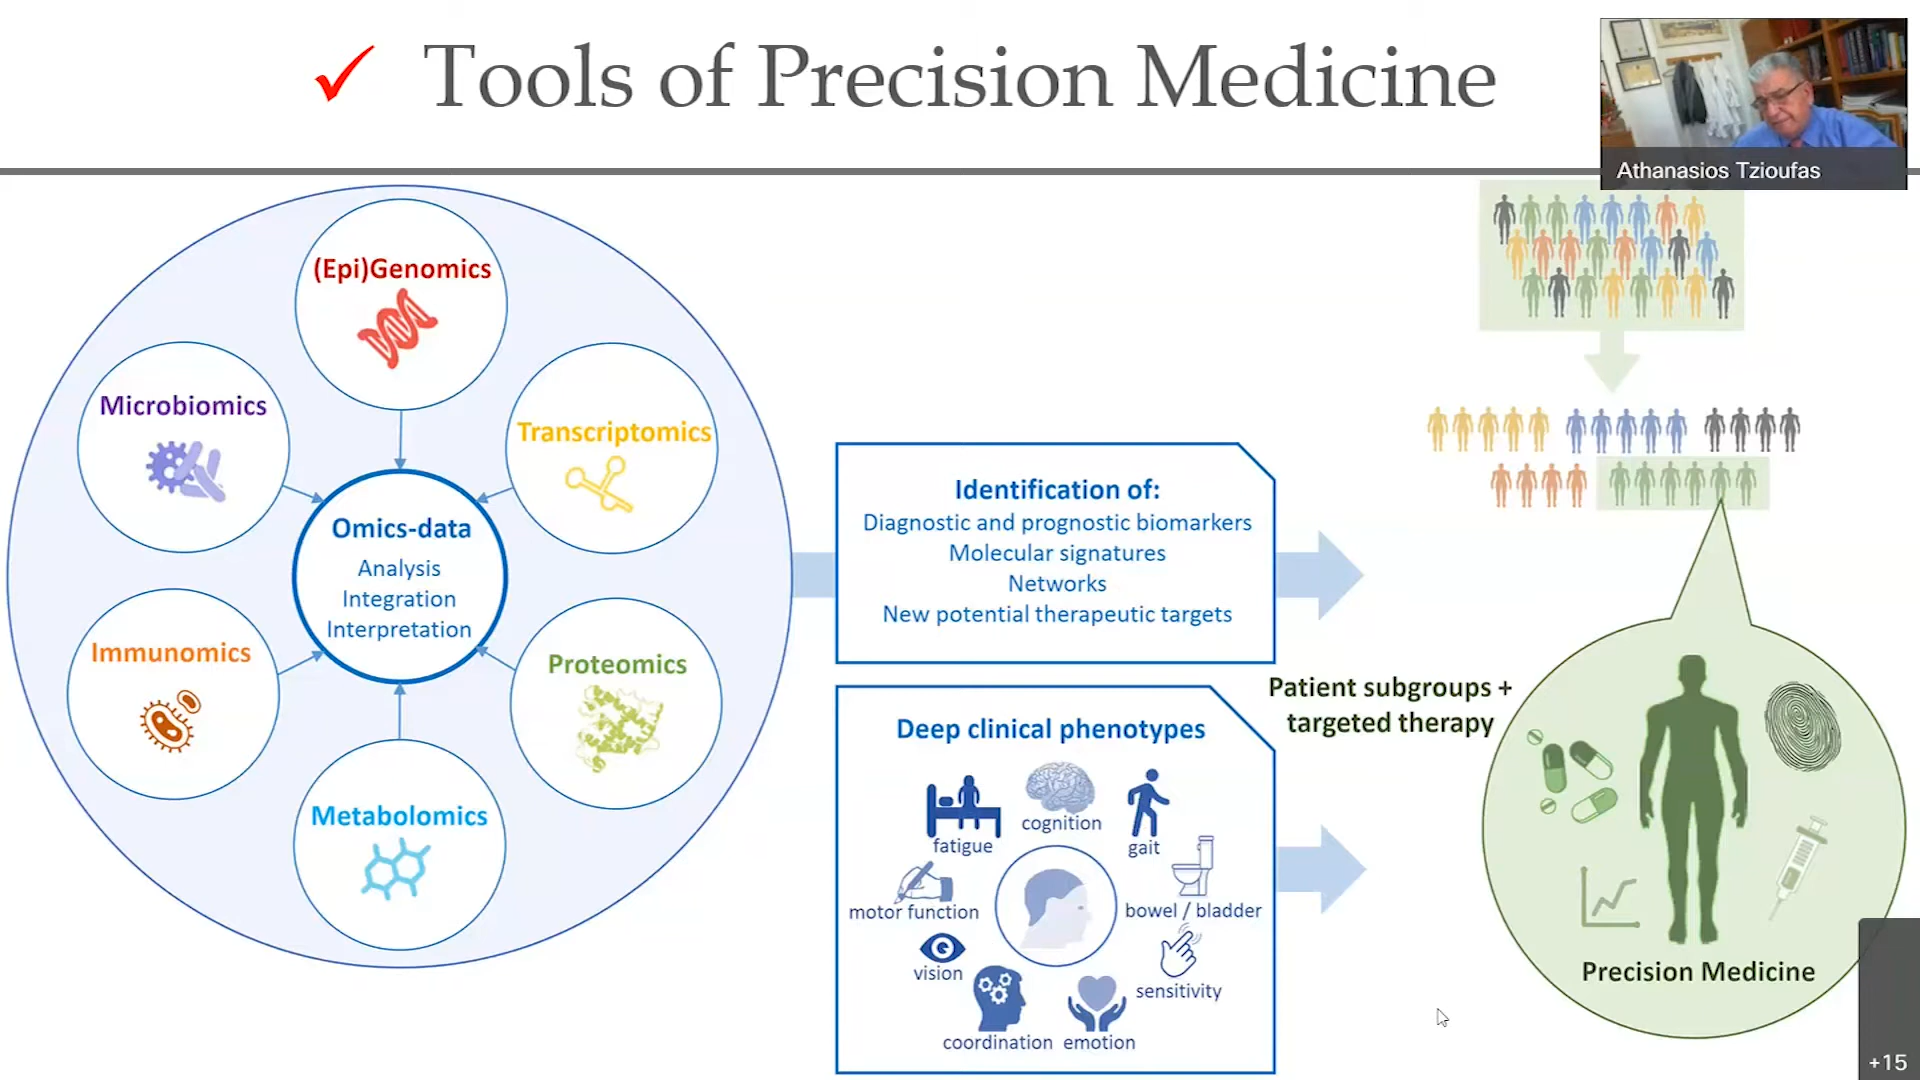 ✓ Tools of Precision Medicine
Athanasios Tzioufas
(Epi)Genomics
Microbiomics
Transcriptomics
Omics-data
Analysis
Integration
Interpretation
Immunomics
Proteomics
Metabolomics
Identification of:
Diagnostic and prognostic biomarkers
Molecular signatures
Networks
New potential therapeutic targets
Deep clinical phenotypes
fatigue
cognition
gait
motor function
bowel / bladder
vision
sensitivity
coordination
emotion
Patient subgroups +
targeted therapy
Precision Medicine
+15